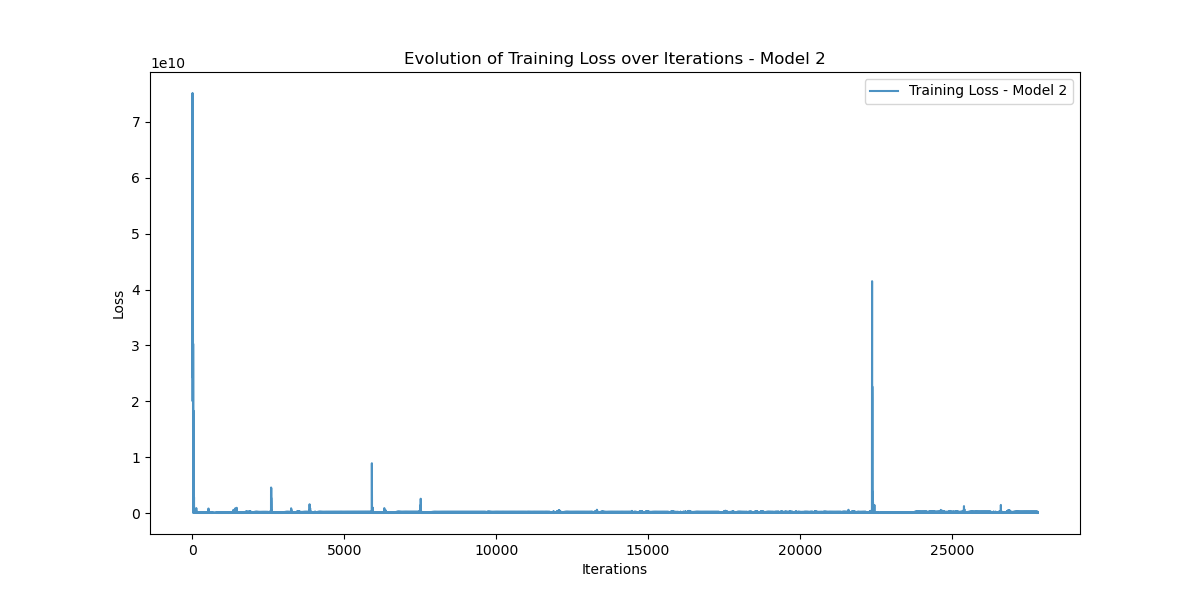 Evolution of Training Loss over Iterations - Model 2
1e10
Training Loss - Model 2
7
6
5
4
3
2
1
0
Loss
0 5000 10000 15000 20000 25000
Iterations